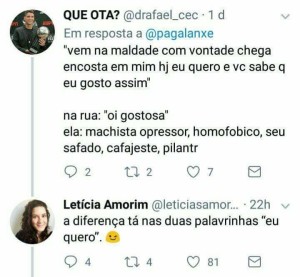 QUE OTA? @drafael_cec · 1 d
Em resposta a @pagalanxe
"vem na maldade com vontade chega
encosta em mim hj eu quero e vc sabe q
eu gosto assim"
na rua: "oi gostosa"
ela: machista opressor, homofobico, seu
safado, cafajeste, pilantr
2 2 7
Letícia Amorim @leticiasamor... · 22h
a diferença tá nas duas palavrinhas "eu
quero". 😊
4 4 81